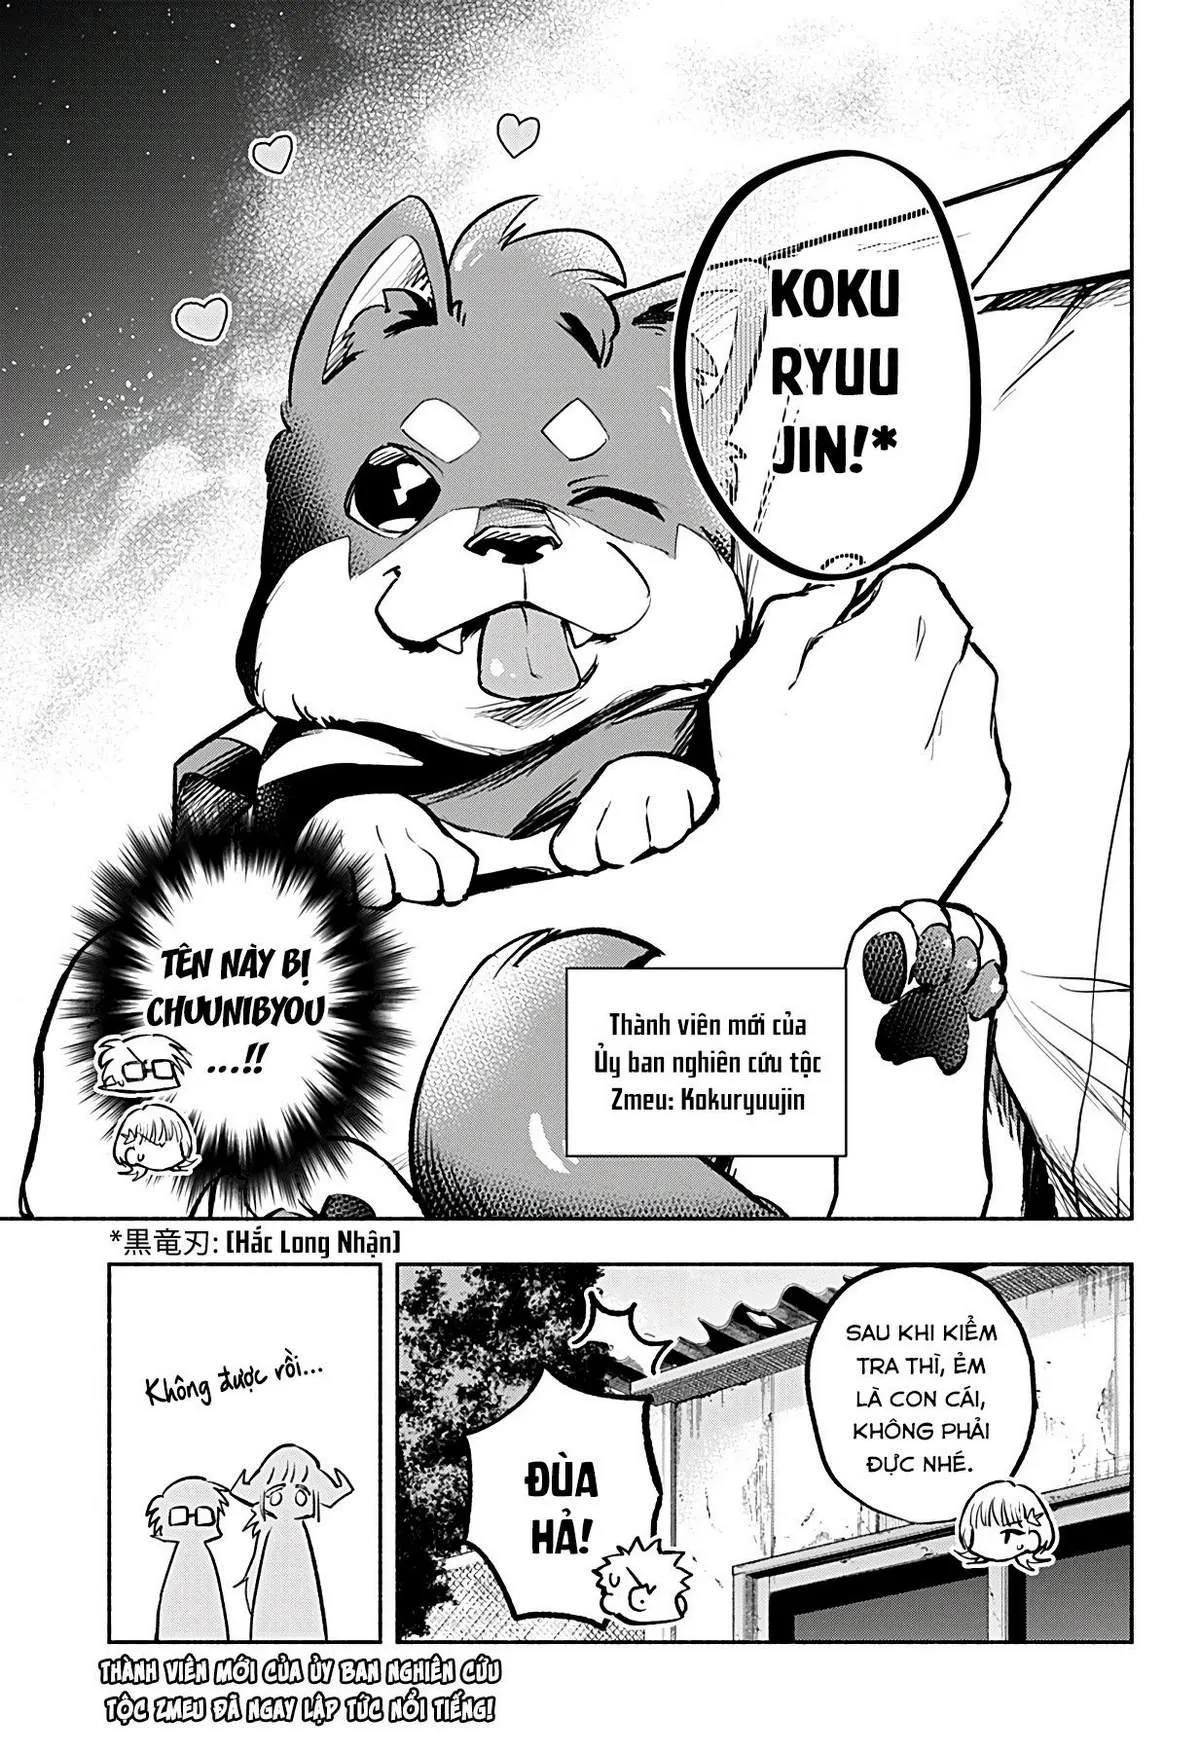 KOKU
RYUU
JIN!*
TÊN NÀY BỊ
CHUUNIBYOU
...!!
Thành viên mới của
Ủy ban nghiên cứu tộc
Zmeu: Kokuryuujin
*黒竜刃: [Hắc Long Nhận]
SAU KHI KIỂM
TRA THÌ, ẺM
LÀ CON CÁI,
KHÔNG PHẢI
ĐỰC NHÉ.
ĐÙA
HẢ!
Không được rồi...
THÀNH VIÊN MỚI CỦA ỦY BAN NGHIÊN CỨU
TỘC ZMEU ĐÃ NGAY LẬP TỨC NỔI TIẾNG!